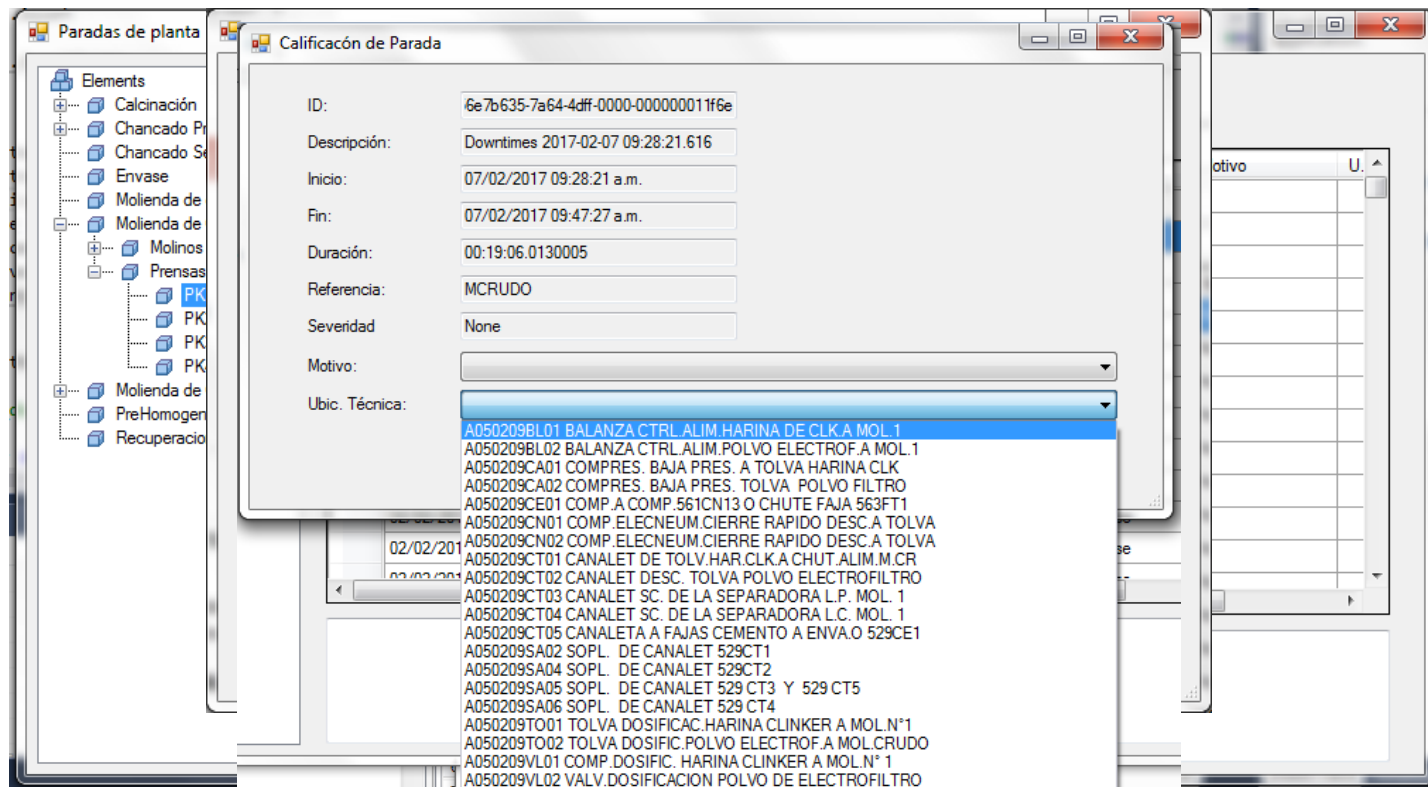 Paradas de planta
Calificacón de Parada
Elements
Calcinación
Chancado
Chancado
Envase
Molienda de
Molienda de
Molinos
Prensas
PK
PK
PK
PK
Molienda de
PreHomogen
Recuperacio
ID: 6e7b635-7a64-4dff-0000-000000011f6e
Descripción: Downtimes 2017-02-07 09:28:21.616
Inicio: 07/02/2017 09:28:21 a.m.
Fin: 07/02/2017 09:47:27 a.m.
Duración: 00:19:06.0130005
Referencia: MCRUDO
Severidad None
Motivo:
Ubic. Técnica:
A050209BL01 BALANZA CTRL.ALIM.HARINA DE CLK.A MOL.1
A050209BL02 BALANZA CTRL.ALIM.POLVO ELECTROF.A MOL.1
A050209CA01 COMPRES. BAJA PRES. A TOLVA HARINA CLK
A050209CA02 COMPRES. BAJA PRES. TOLVA  POLVO FILTRO
A050209CE01 COMP.A COMP.561CN13 O CHUTE FAJA 563FT1
A050209CN01 COMP.ELECNEUM.CIERRE RAPIDO DESC.A TOLVA
A050209CN02 COMP.ELECNEUM.CIERRE RAPIDO DESC.A TOLVA
A050209CT01 CANALET DE TOLV.HAR.CLK.A CHUT.ALIM.M.CR
A050209CT02 CANALET DESC. TOLVA POLVO ELECTROFILTRO
A050209CT03 CANALET SC. DE LA SEPARADORA L.P. MOL. 1
A050209CT04 CANALET SC. DE LA SEPARADORA L.C. MOL. 1
A050209CT05 CANALETA A FAJAS CEMENTO A ENVA.O 529CE1
A050209SA02 SOPL.  DE CANALET 529CT1
A050209SA04 SOPL.  DE CANALET 529CT2
A050209SA05 SOPL.  DE CANALET 529 CT3  Y  529 CT5
A050209SA06 SOPL.  DE CANALET 529 CT4
A050209TO01 TOLVA DOSIFICAC.HARINA CLINKER A MOL.N°1
A050209TO02 TOLVA DOSIFIC.POLVO ELECTROF.A MOL.CRUDO
A050209VL01 COMP.DOSIFIC. HARINA CLINKER A MOL.N° 1
A050209VL02 VALV.DOSIFICACION POLVO DE ELECTROFILTRO
otivo U.
02/02/201
se